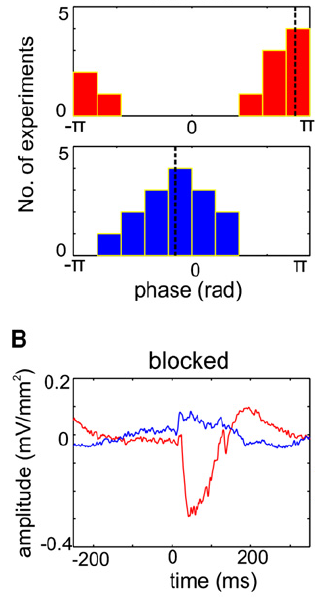 5
No. of experiments
0
-π 0 π
5
0
-π 0 π
phase (rad)
B
blocked
0.2
amplitude (mV/mm²)
0
-0.4
-200 0 200
time (ms)